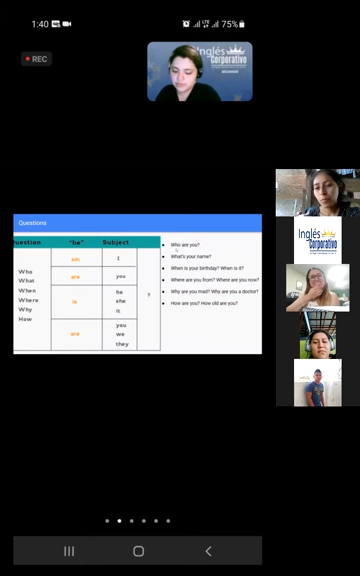 1:40
75%
REC
Inglés
Corporativo
Questions
uestion "be" Subject
am I
are you
Who
What
When
Where
Why
How
is
he
she
it
are
you
we
they
?
Who are you?
What's your name?
When is your birthday? When is it?
Where are you from? Where are you now?
Why are you mad? Why are you a doctor?
How are you? How old are you?
Inglés
Corporativo